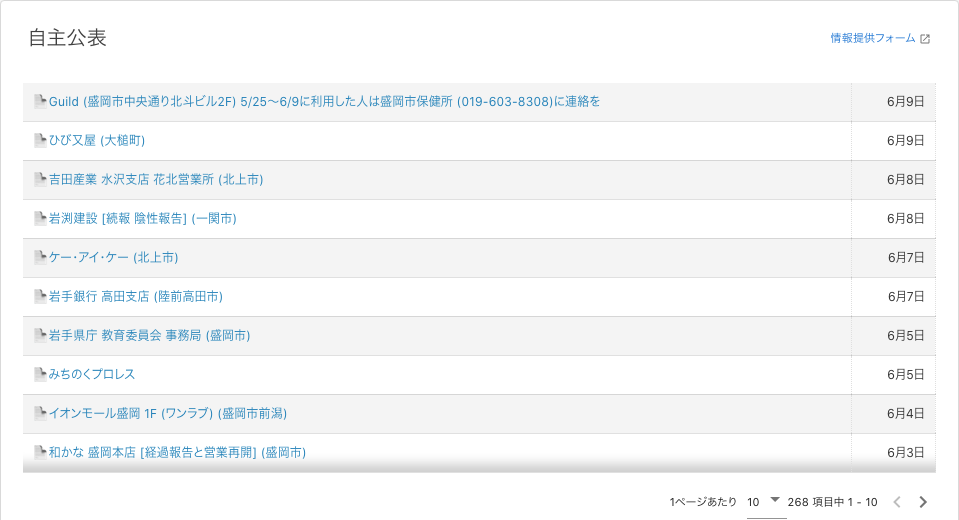 自主公表
情報提供フォーム
Guild (盛岡市中央通り北斗ビル2F) 5/25〜6/9に利用した人は盛岡市保健所 (019-603-8308)に連絡を 6月9日
ひび又屋 (大槌町) 6月9日
吉田産業 水沢支店 花北営業所 (北上市) 6月8日
岩渕建設 [続報 陰性報告] (一関市) 6月8日
ケー・アイ・ケー (北上市) 6月7日
岩手銀行 高田支店 (陸前高田市) 6月7日
岩手県庁 教育委員会 事務局 (盛岡市) 6月5日
みちのくプロレス 6月5日
イオンモール盛岡 1F (ワンラブ) (盛岡市前潟) 6月4日
和かな 盛岡本店 [経過報告と営業再開] (盛岡市) 6月3日
1ページあたり 10 268 項目中 1 - 10